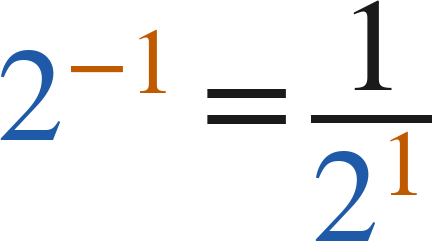 2⁻¹ = 1/2¹